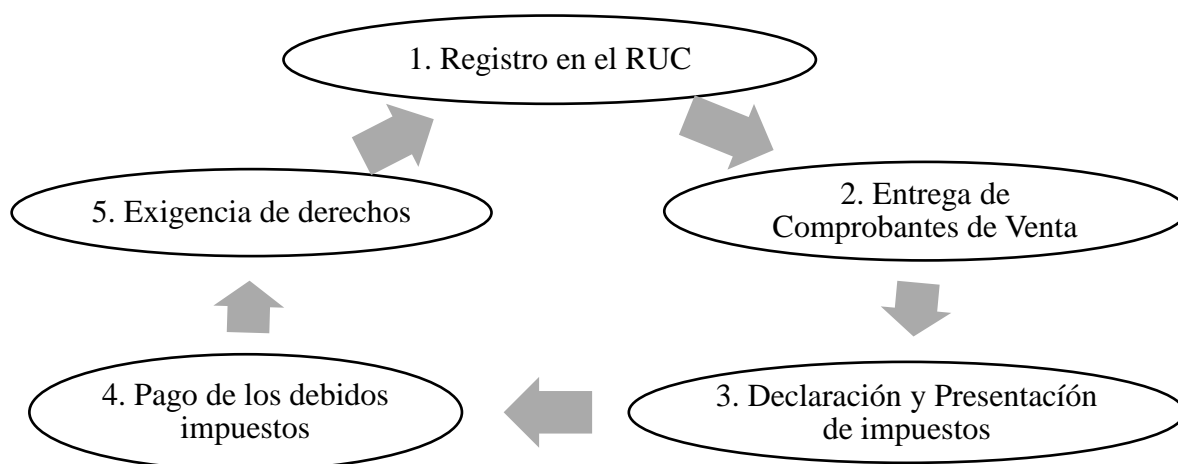 1. Registro en el RUC
2. Entrega de
Comprobantes de Venta
3. Declaración y Presentacíón
de impuestos
4. Pago de los debidos
impuestos
5. Exigencia de derechos